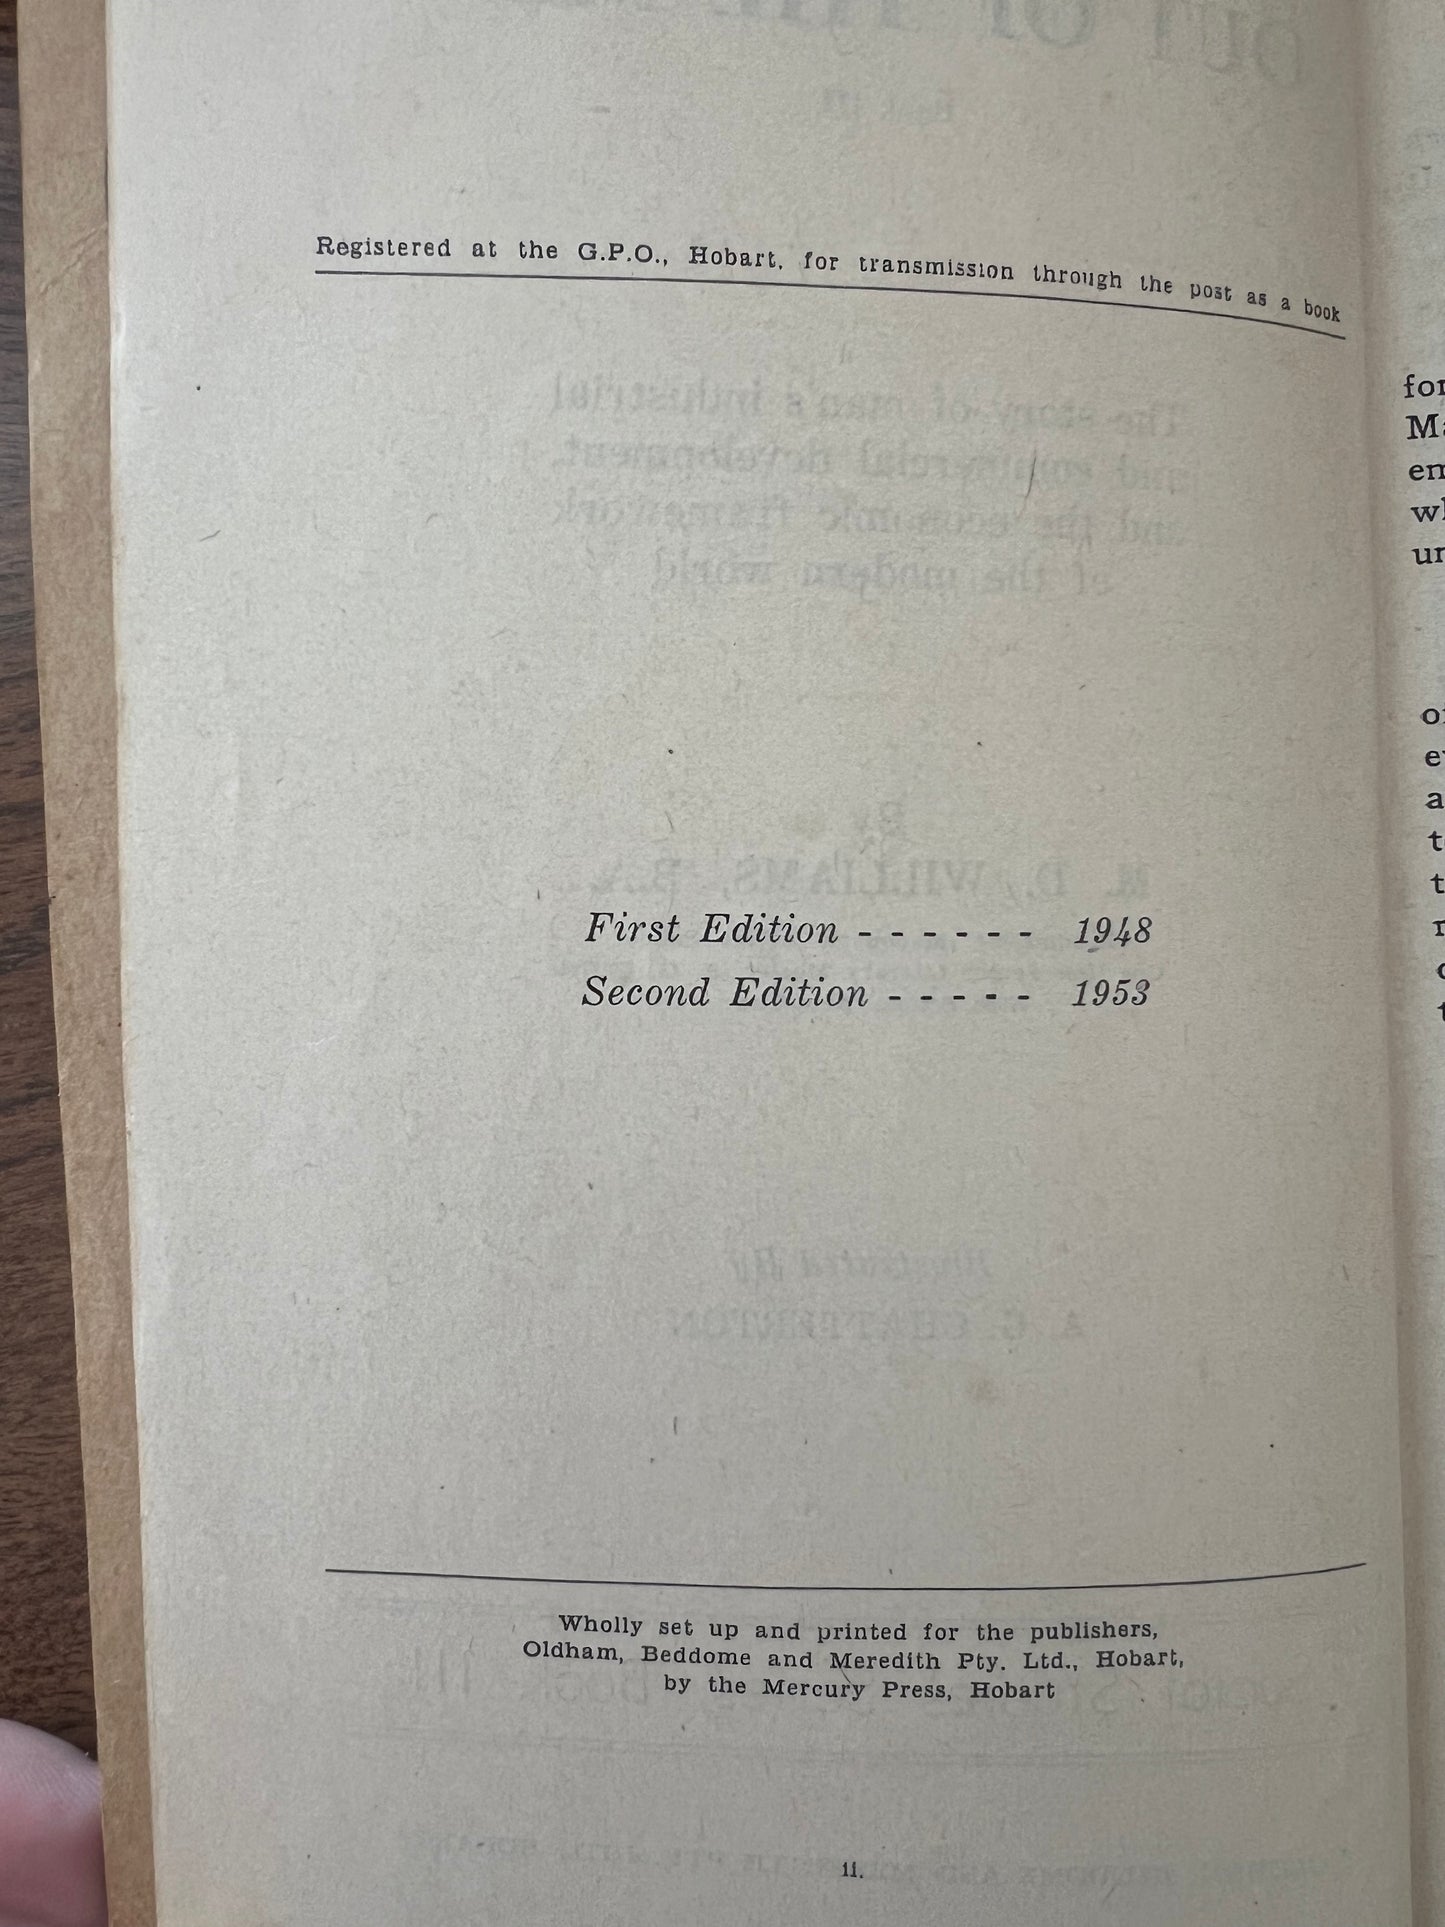 Registered at the G.P.O., Hobart, for transmission through the post as a book
First Edition - - - - - - 1948
Second Edition - - - - - 1953
Wholly set up and printed for the publishers,
Oldham, Beddome and Meredith Pty. Ltd., Hobart,
by the Mercury Press, Hobart
ii.